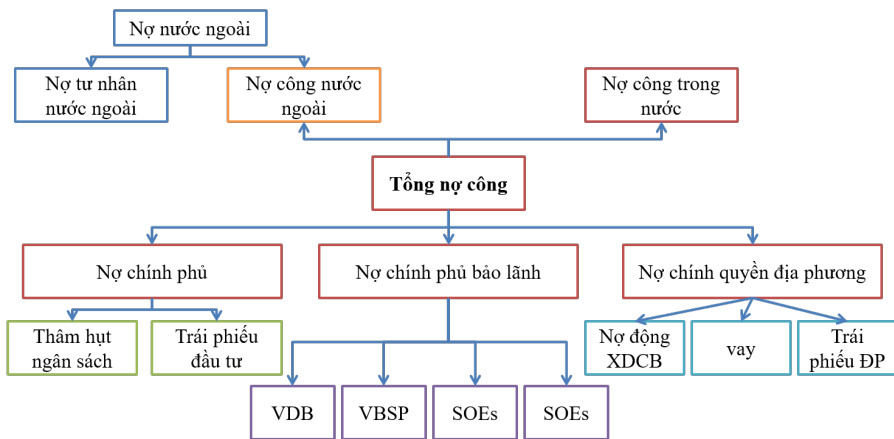 Nợ nước ngoài
Nợ tư nhân
nước ngoài
Nợ công nước
ngoài
Nợ công trong
nước
Tổng nợ công
Nợ chính phủ
Nợ chính phủ bảo lãnh
Nợ chính quyền địa phương
Thâm hụt
ngân sách
Trái phiếu
đầu tư
Nợ động
XDCB
vay
Trái
phiếu ĐP
VDB
VBSP
SOEs
SOEs